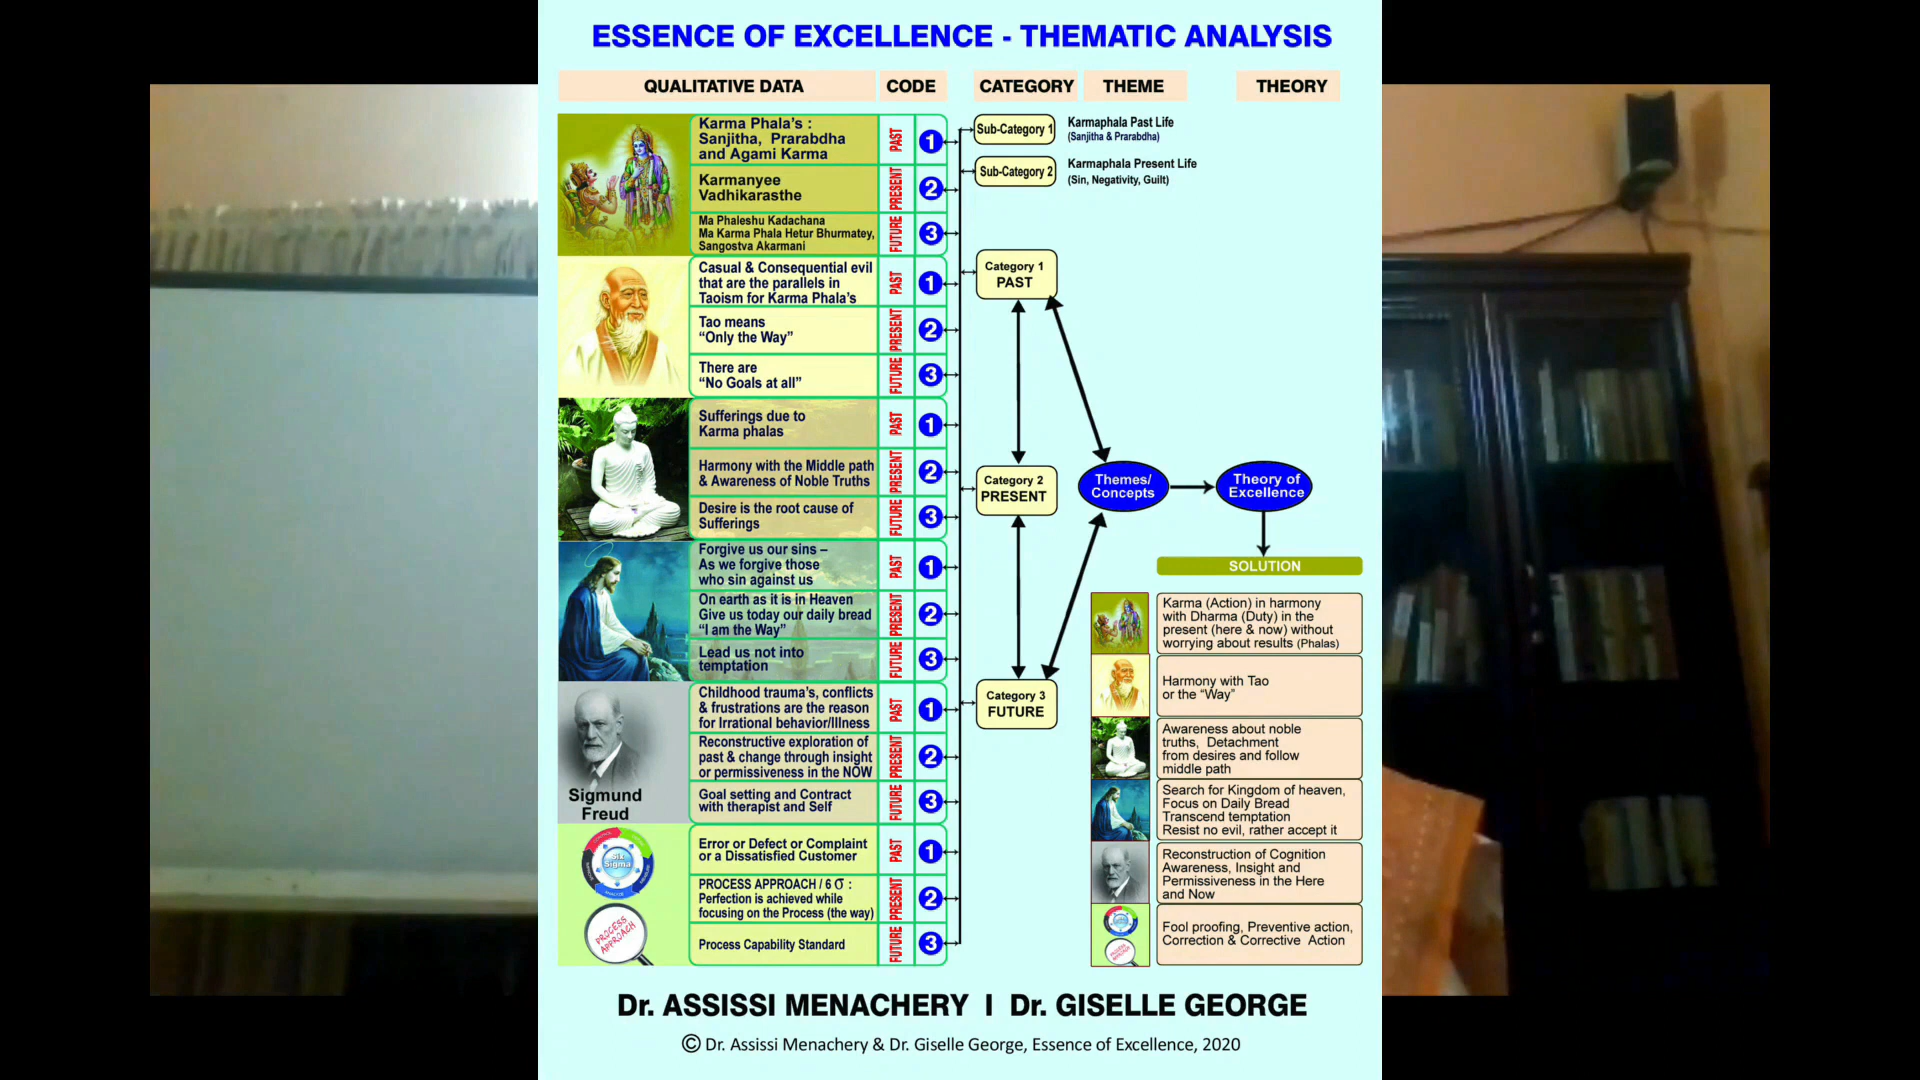 ESSENCE OF EXCELLENCE - THEMATIC ANALYSIS
QUALITATIVE DATA
CODE
CATEGORY
THEME
THEORY
Karma Phala's :
Sanjitha, Prarabdha
and Agami Karma
PAST
1
Karmanyee
Vadhikarasthe
PRESENT
2
Ma Phaleshu Kadachana
Ma Karma Phala Hetur Bhurmatey,
Sangostva Akarmani
FUTURE
3
Casual & Consequential evil
that are the parallels in
Taoism for Karma Phala's
PAST
1
Tao means
“Only the Way”
PRESENT
2
There are
“No Goals at all”
FUTURE
3
Sufferings due to
Karma phalas
PAST
1
Harmony with the Middle path
& Awareness of Noble Truths
PRESENT
2
Desire is the root cause of
Sufferings
FUTURE
3
Forgive us our sins –
As we forgive those
who sin against us
PAST
1
On earth as it is in Heaven
Give us today our daily bread
“I am the Way”
PRESENT
2
Lead us not into
temptation
FUTURE
3
Sigmund
Freud
Childhood trauma's, conflicts
& frustrations are the reason
for Irrational behavior/Illness
PAST
1
Reconstructive exploration of
past & change through insight
or permissiveness in the NOW
PRESENT
2
Goal setting and Contract
with therapist and Self
FUTURE
3
Six
Sigma
PROCESS
APPROACH
Error or Defect or Complaint
or a Dissatisfied Customer
PAST
1
PROCESS APPROACH / 6 σ :
Perfection is achieved while
focusing on the Process (the way)
PRESENT
2
Process Capability Standard
FUTURE
3
Sub-Category 1
Karmaphala Past Life
(Sanjitha & Prarabdha)
Sub-Category 2
Karmaphala Present Life
(Sin, Negativity, Guilt)
Category 1
PAST
Category 2
PRESENT
Category 3
FUTURE
Themes/
Concepts
Theory of
Excellence
SOLUTION
Karma (Action) in harmony
with Dharma (Duty) in the
present (here & now) without
worrying about results (Phalas)
Harmony with Tao
or the “Way”
Awareness about noble
truths, Detachment
from desires and follow
middle path
Search for Kingdom of heaven,
Focus on Daily Bread
Transcend temptation
Resist no evil, rather accept it
Reconstruction of Cognition
Awareness, Insight and
Permissiveness in the Here
and Now
Fool proofing, Preventive action,
Correction & Corrective Action
Dr. ASSISSI MENACHERY I Dr. GISELLE GEORGE
© Dr. Assissi Menachery & Dr. Giselle George, Essence of Excellence, 2020